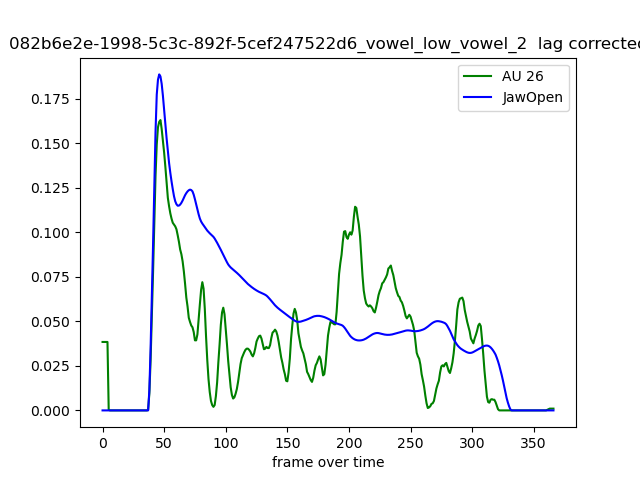 082b6e2e-1998-5c3c-892f-5cef247522d6_vowel_low_vowel_2 lag corrected
AU 26
JawOpen
0.175
0.150
0.125
0.100
0.075
0.050
0.025
0.000
0 50 100 150 200 250 300 350
frame over time